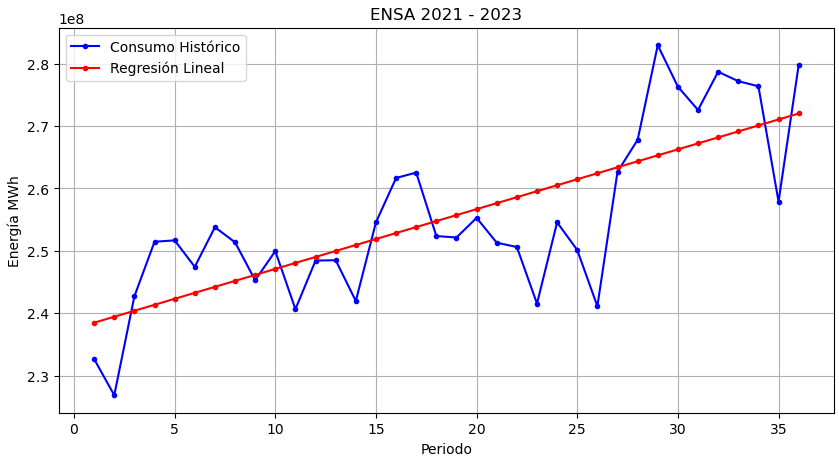 ENSA 2021 - 2023
1e8
Consumo Histórico
Regresión Lineal
2.8
2.7
2.6
2.5
2.4
2.3
Energía MWh
0 5 10 15 20 25 30 35
Periodo